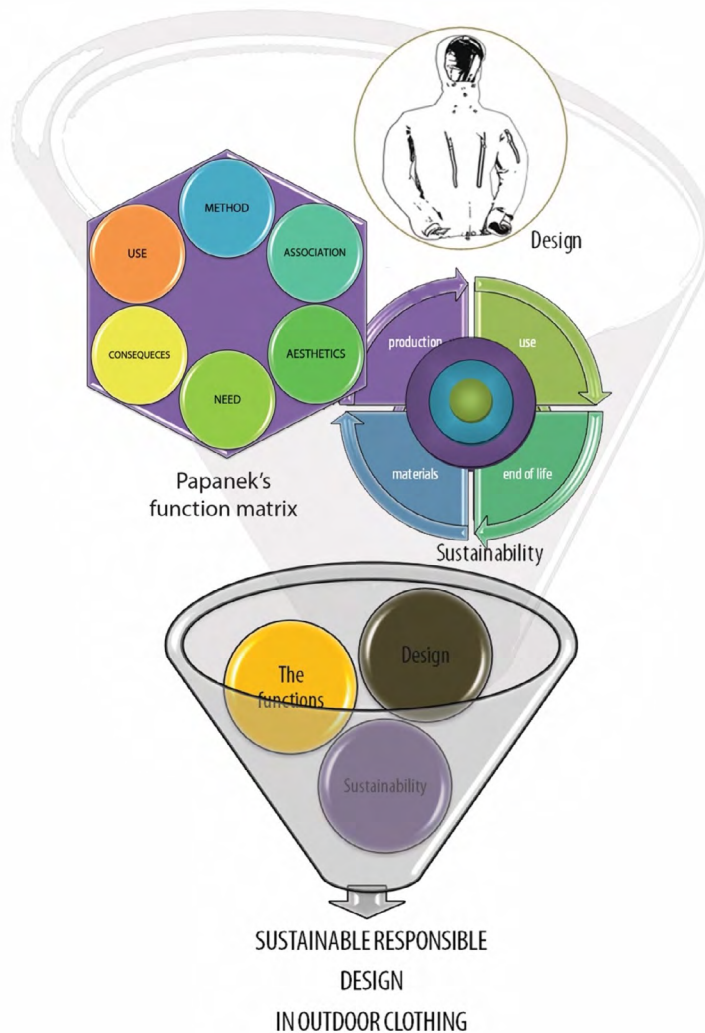 Design
METHOD
USE
ASSOCIATION
CONSEQUECES
AESTHETICS
NEED
Papanek's
function matrix
production
use
materials
end of life
Sustainability
The
functions
Design
Sustainability
SUSTAINABLE RESPONSIBLE
DESIGN
IN OUTDOOR CLOTHING